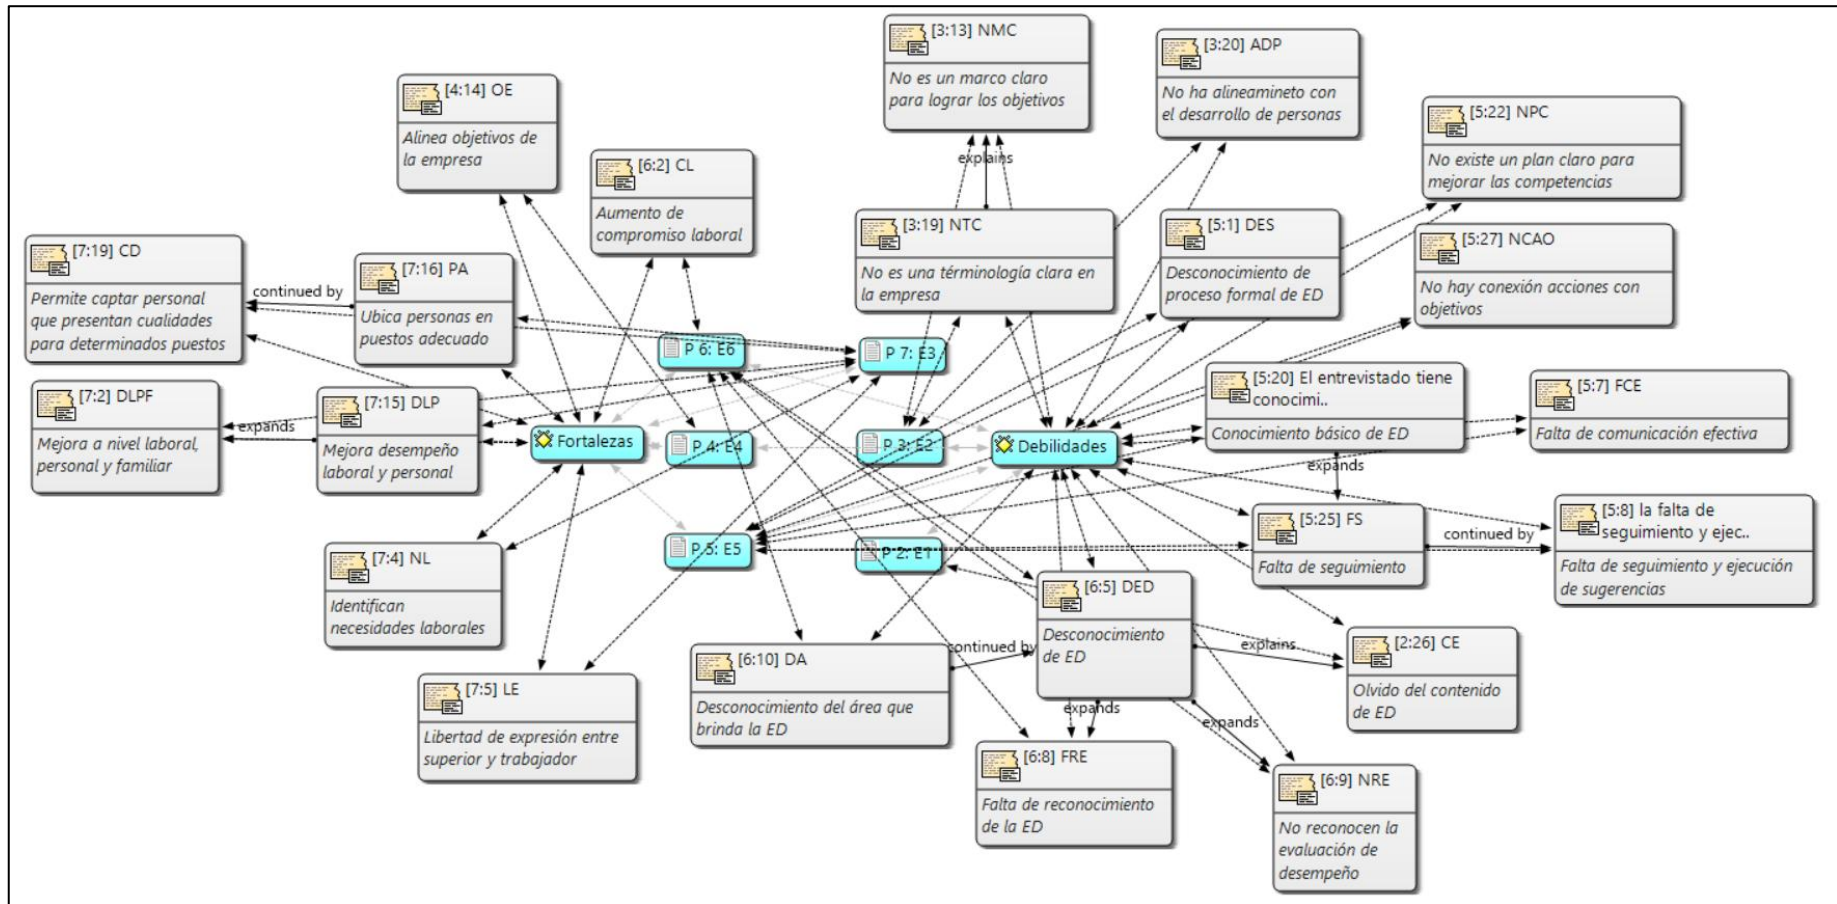 [3:13] NMC
No es un marco claro
para lograr los objetivos
[3:20] ADP
No ha alineamineto con
el desarrollo de personas
[4:14] OE
Alinea objetivos de
la empresa
[5:22] NPC
No existe un plan claro para
mejorar las competencias
[6:2] CL
Aumento de
compromiso laboral
explains
[3:19] NTC
No es una términología clara en
la empresa
[5:1] DES
Desconocimiento de
proceso formal de ED
[5:27] NCAO
No hay conexión acciones con
objetivos
[7:19] CD
Permite captar personal
que presentan cualidades
para determinados puestos
continued by
[7:16] PA
Ubica personas en
puestos adecuado
P 6: E6
P 7: E3
[5:20] El entrevistado tiene
conocimi..
Conocimiento básico de ED
[5:7] FCE
Falta de comunicación efectiva
[7:2] DLPF
Mejora a nivel laboral,
personal y familiar
expands
[7:15] DLP
Mejora desempeño
laboral y personal
Fortalezas
P 4: E4
P 3: E2
Debilidades
expands
[5:25] FS
Falta de seguimiento
continued by
[5:8] la falta de
seguimiento y ejec..
Falta de seguimiento y ejecución
de sugerencias
P 5: E5
P 2: E1
[7:4] NL
Identifican
necesidades laborales
[6:5] DED
Desconocimiento
de ED
explains
[2:26] CE
Olvido del contenido
de ED
[6:10] DA
Desconocimiento del área que
brinda la ED
continued by
[7:5] LE
Libertad de expresión entre
superior y trabajador
expands
expands
[6:8] FRE
Falta de reconocimiento
de la ED
[6:9] NRE
No reconocen la
evaluación de
desempeño